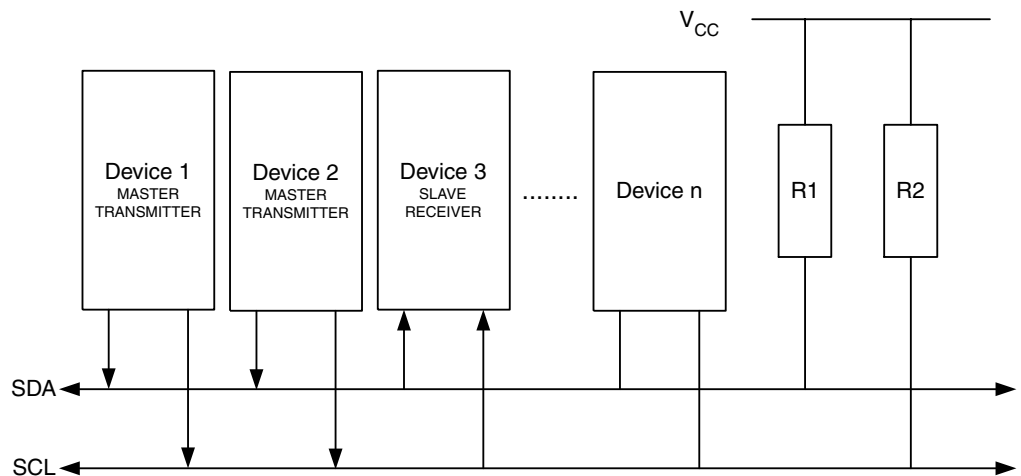 VCC
Device 1
MASTER
TRANSMITTER
Device 2
MASTER
TRANSMITTER
Device 3
SLAVE
RECEIVER
........
Device n
R1
R2
SDA
SCL